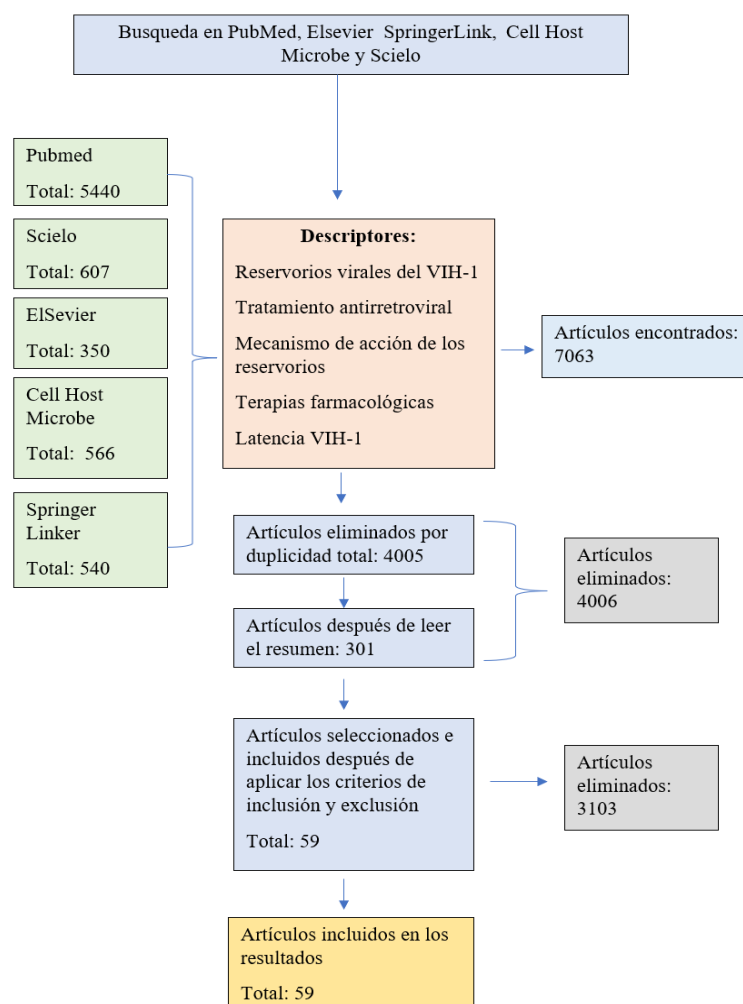 Busqueda en PubMed, Elsevier SpringerLink, Cell Host
Microbe y Scielo
Pubmed
Total: 5440
Scielo
Total: 607
ElSevier
Total: 350
Cell Host
Microbe
Total: 566
Springer
Linker
Total: 540
Descriptores:
Reservorios virales del VIH-1
Tratamiento antirretroviral
Mecanismo de acción de los
reservorios
Terapias farmacológicas
Latencia VIH-1
Artículos encontrados:
7063
Artículos eliminados por
duplicidad total: 4005
Artículos después de leer
el resumen: 301
Artículos
eliminados:
4006
Artículos seleccionados e
incluidos después de
aplicar los criterios de
inclusión y exclusión
Total: 59
Artículos
eliminados:
3103
Artículos incluidos en los
resultados
Total: 59